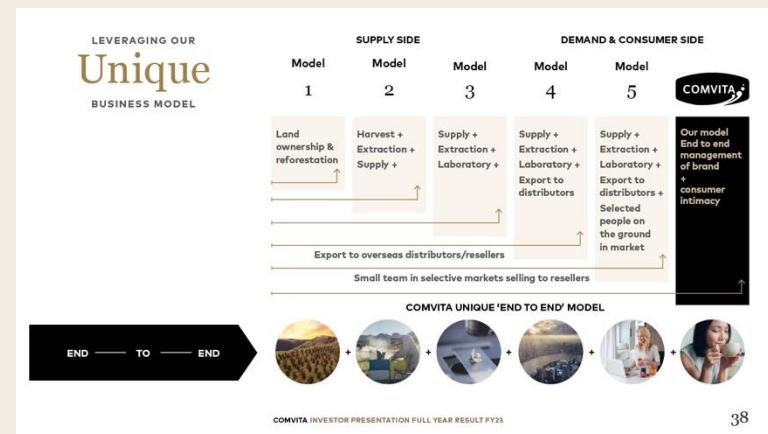 LEVERAGING OUR
Unique
BUSINESS MODEL
SUPPLY SIDE
DEMAND & CONSUMER SIDE
Model
1
Model
2
Model
3
Model
4
Model
5
COMVITA
Land
ownership &
reforestation
Harvest +
Extraction +
Supply +
Supply +
Extraction +
Laboratory +
Supply +
Extraction +
Laboratory +
Export to
distributors
Supply +
Extraction +
Laboratory +
Export to
distributors +
Selected
people on
the ground
in market
Our model
End to end
management
of brand
+
consumer
intimacy
Export to overseas distributors/resellers
Small team in selective markets selling to resellers
COMVITA UNIQUE ‘END TO END’ MODEL
END — TO — END
+ + + + +
COMVITA INVESTOR PRESENTATION FULL YEAR RESULT FY23
38